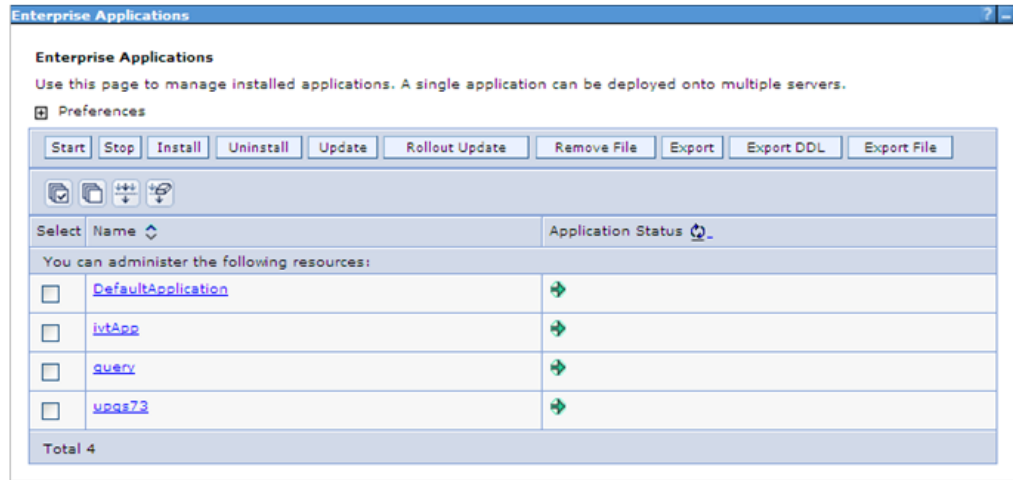 Enterprise Applications
?
Enterprise Applications
Use this page to manage installed applications. A single application can be deployed onto multiple servers.
Preferences
Start Stop Install Uninstall Update Rollout Update Remove File Export Export DDL Export File
Select Name Application Status
You can administer the following resources:
DefaultApplication
ivtApp
query
upgs73
Total 4